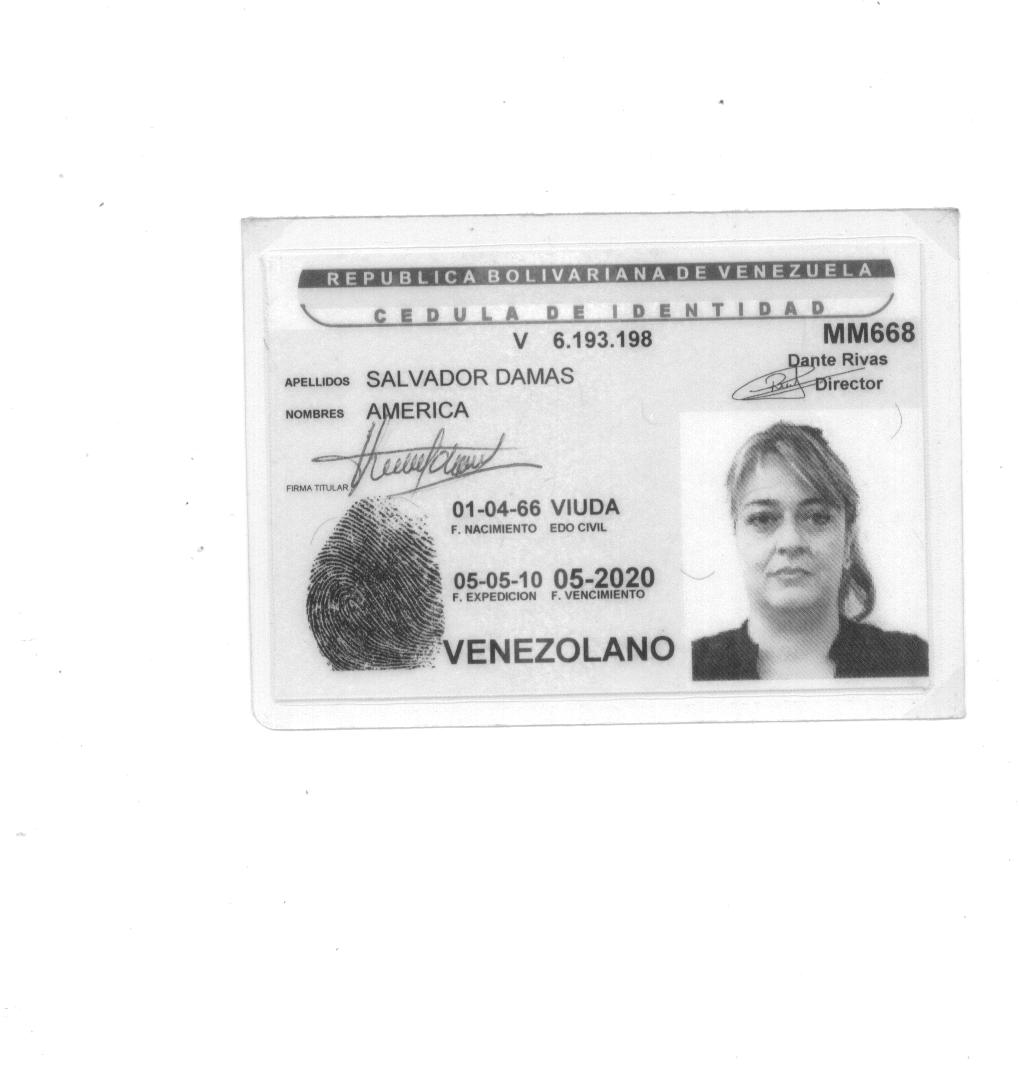 REPUBLICA BOLIVARIANA DE VENEZUELA
CEDULA DE IDENTIDAD
V 6.193.198 MM668
Dante Rivas
Director
APELLIDOS SALVADOR DAMAS
NOMBRES AMERICA
FIRMA TITULAR
01-04-66 VIUDA
F. NACIMIENTO EDO CIVIL
05-05-10 05-2020
F. EXPEDICION F. VENCIMIENTO
VENEZOLANO